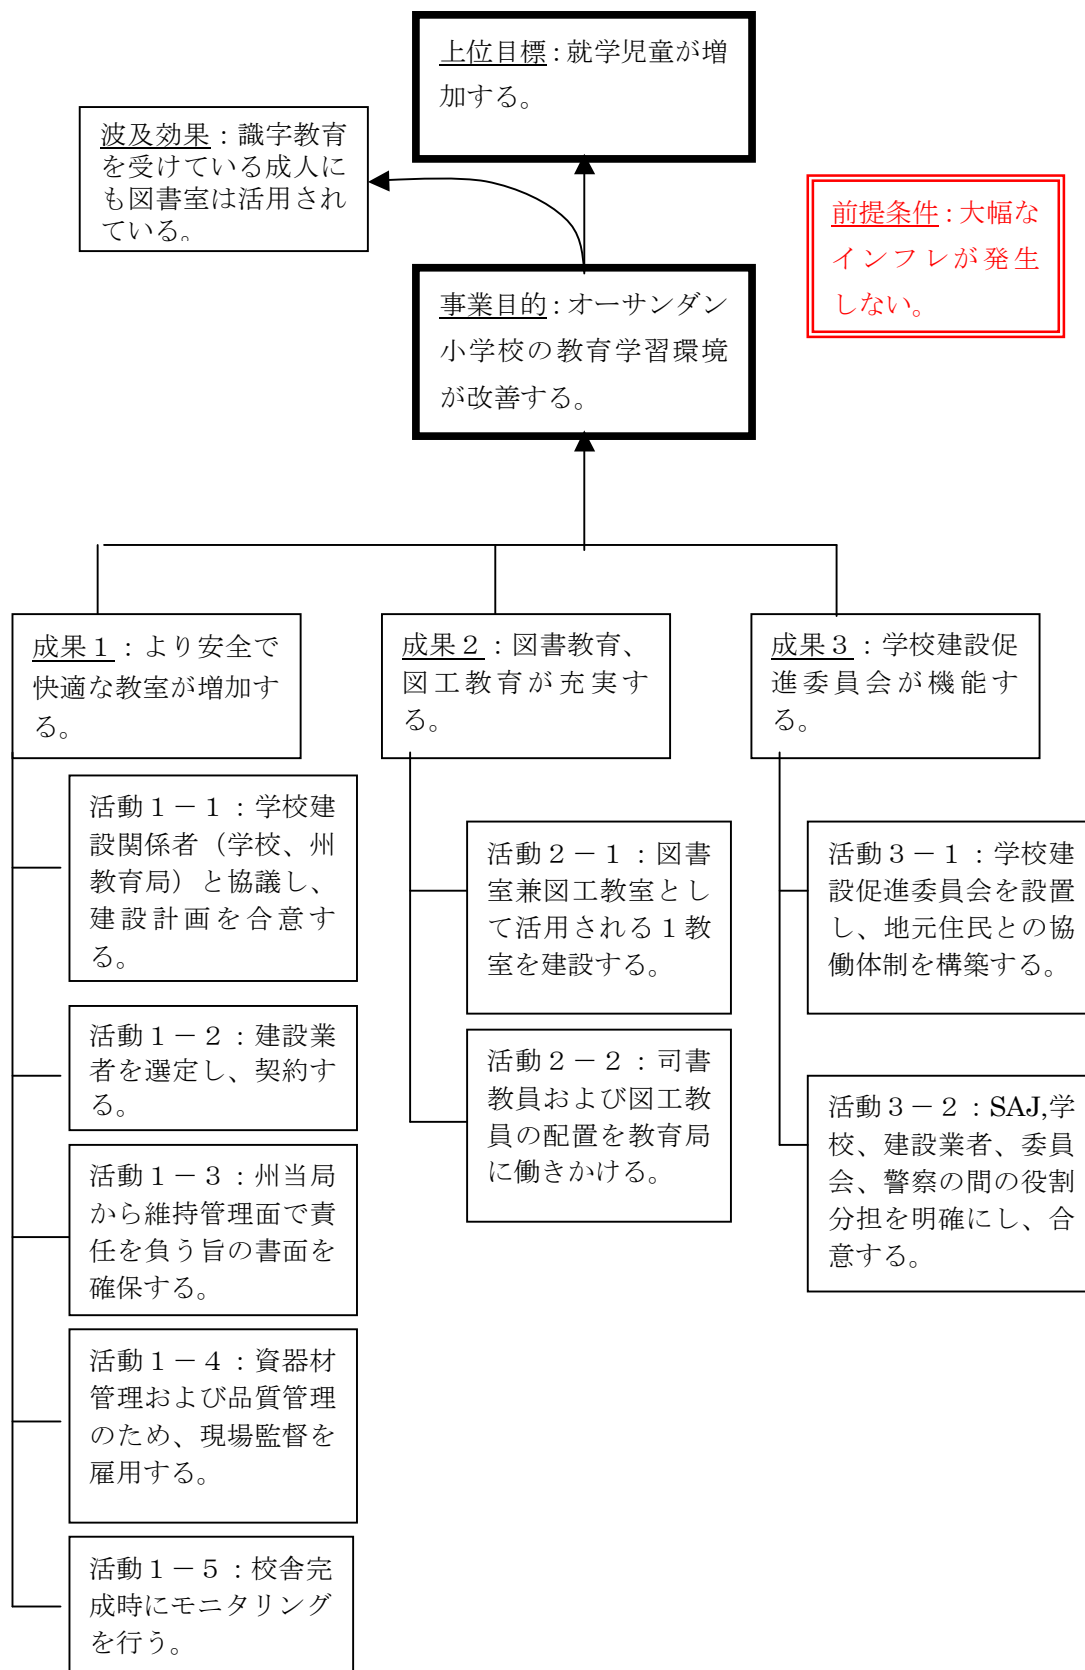 上位目標：就学児童が増
加する。
波及効果：識字教育
を受けている成人に
も図書室は活用され
ている。
前提条件：大幅な
インフレが発生
しない。
事業目的：オーサンダン
小学校の教育学習環境
が改善する。
成果１：より安全で
快適な教室が増加す
る。
活動１－１：学校建
設関係者（学校、州
教育局）と協議し、
建設計画を合意す
る。
活動１－２：建設業
者を選定し、契約す
る。
活動１－３：州当局
から維持管理面で責
任を負う旨の書面を
確保する。
活動１－４：資器材
管理および品質管理
のため、現場監督を
雇用する。
活動１－５：校舎完
成時にモニタリング
を行う。
成果２：図書教育、
図工教育が充実す
る。
活動２－１：図書
室兼図工教室とし
て活用される１教
室を建設する。
活動２－２：司書
教員および図工教
員の配置を教育局
に働きかける。
成果３：学校建設促
進委員会が機能す
る。
活動３－１：学校建
設促進委員会を設置
し、地元住民との協
働体制を構築する。
活動３－２：SAJ,学
校、建設業者、委員
会、警察の間の役割
分担を明確にし、合
意する。